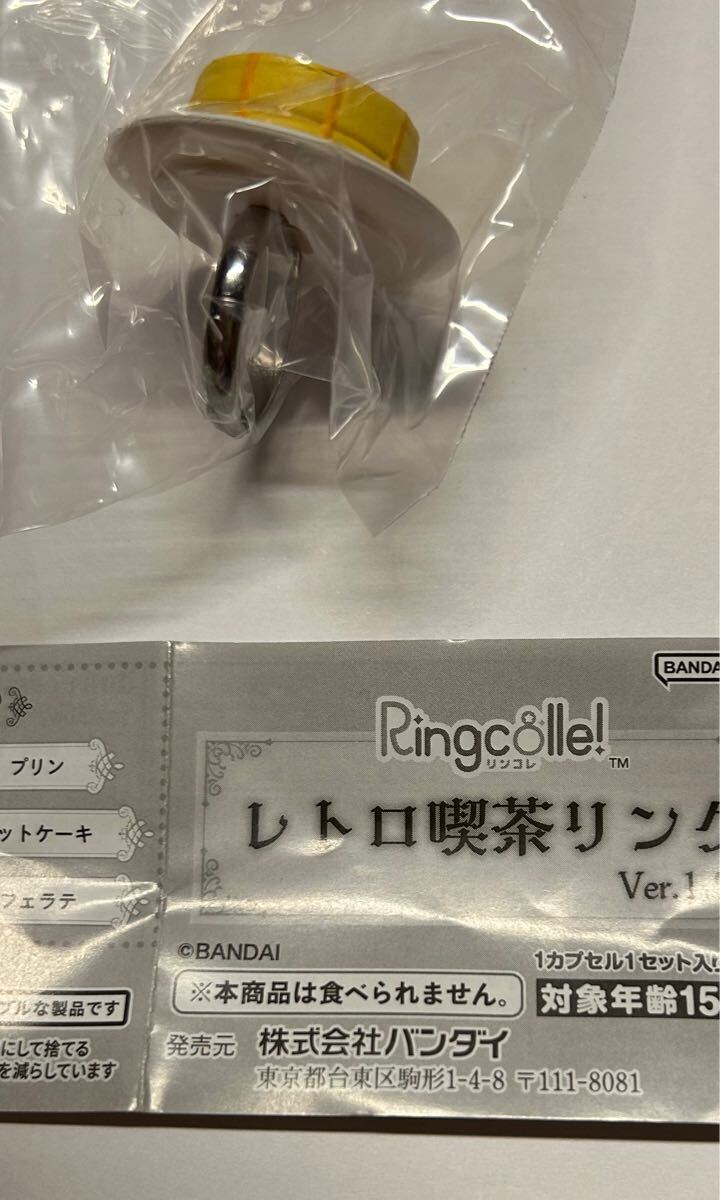 プリン
ットケーキ
フェラテ
プルな製品です
にして捨てる
を減らしています
BANDA
Ringcolle!
リンコレ
TM
レトロ喫茶リング
Ver.1
©BANDAI
1カプセル1セット入り
※本商品は食べられません。
対象年齢15
発売元 株式会社バンダイ
東京都台東区駒形1-4-8 〒111-8081